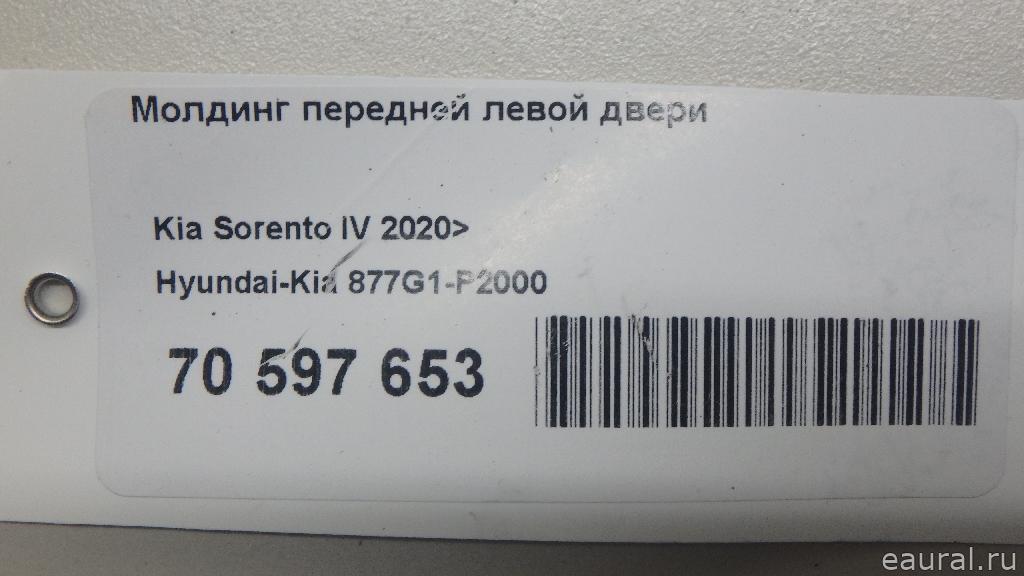 Молдинг передней левой двери
Kia Sorento IV 2020>
Hyundai-Kia 877G1-P2000
70 597 653
eaural.ru